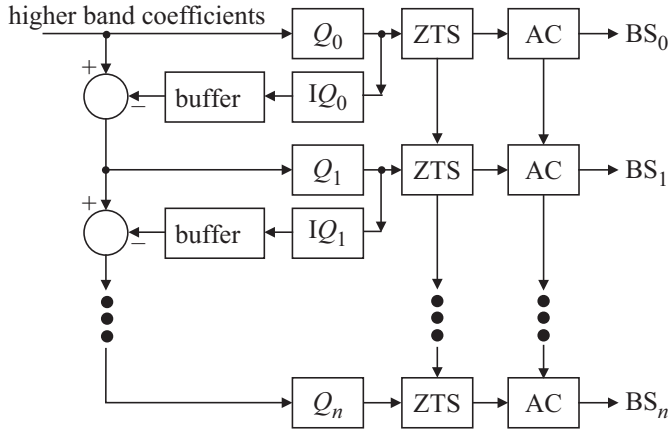 higher band coefficients
Q0 ZTS AC BS0
+
−
buffer IQ0
Q1 ZTS AC BS1
+
−
buffer IQ1
Qn ZTS AC BSn